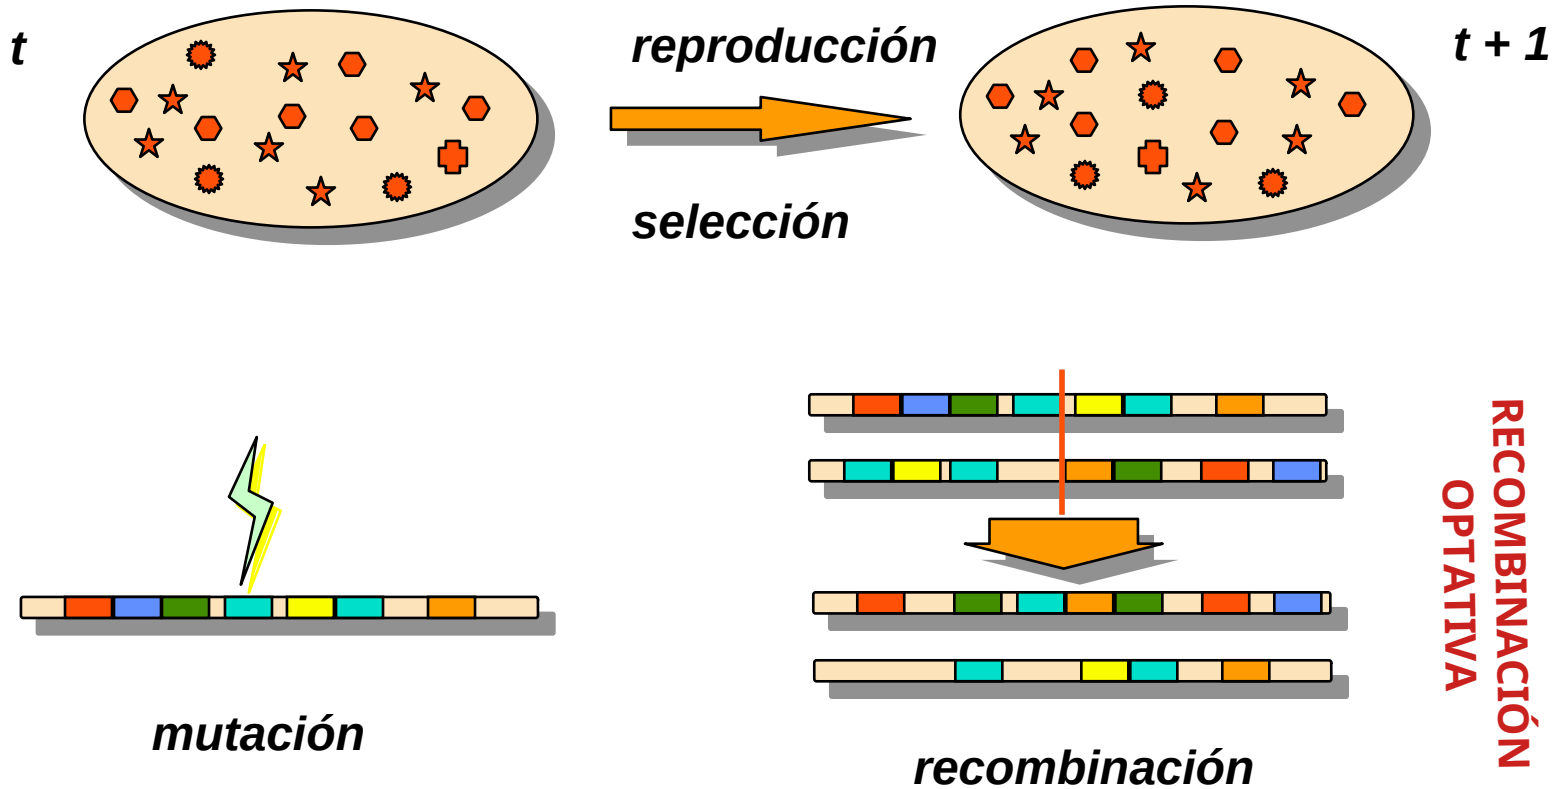 t
reproducción
t + 1
selección
RECOMBINACIÓN
OPTATIVA
mutación
recombinación